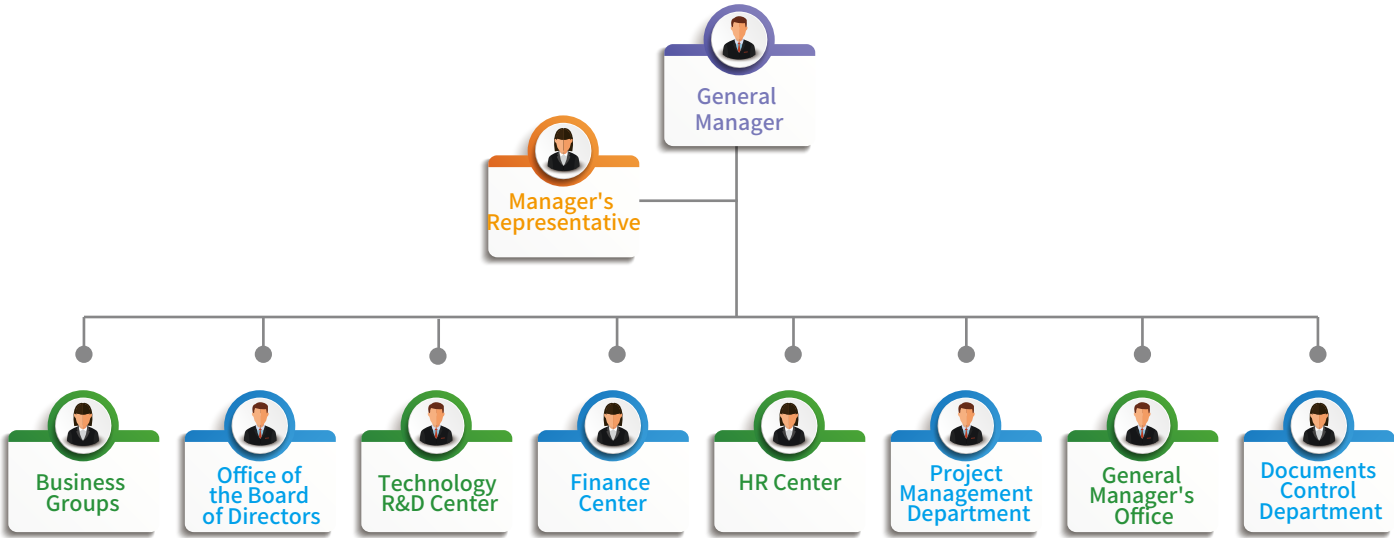 General
Manager
Manager's
Representative
Business
Groups
Office of
the Board
of Directors
Technology
R&D Center
Finance
Center
HR Center
Project
Management
Department
General
Manager's
Office
Documents
Control
Department